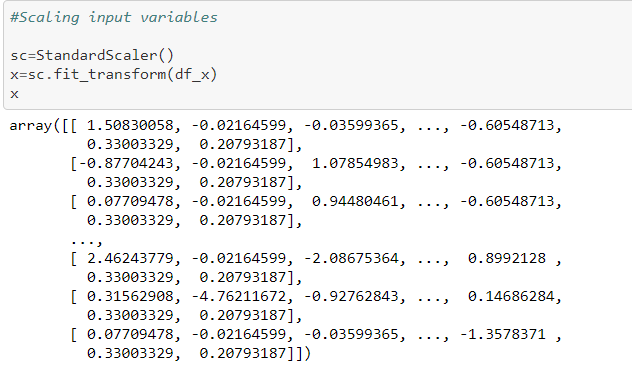 #Scaling input variables
sc=StandardScaler()
x=sc.fit_transform(df_x)
x
array([[ 1.50830058, -0.02164599, -0.03599365, ..., -0.60548713,
0.33003329, 0.20793187],
[-0.87704243, -0.02164599, 1.07854983, ..., -0.60548713,
0.33003329, 0.20793187],
[ 0.07709478, -0.02164599, 0.94480461, ..., -0.60548713,
0.33003329, 0.20793187],
...,
[ 2.46243779, -0.02164599, -2.08675364, ..., 0.8992128 ,
0.33003329, 0.20793187],
[ 0.31562908, -4.76211672, -0.92762843, ..., 0.14686284,
0.33003329, 0.20793187],
[ 0.07709478, -0.02164599, -0.03599365, ..., -1.3578371 ,
0.33003329, 0.20793187]])